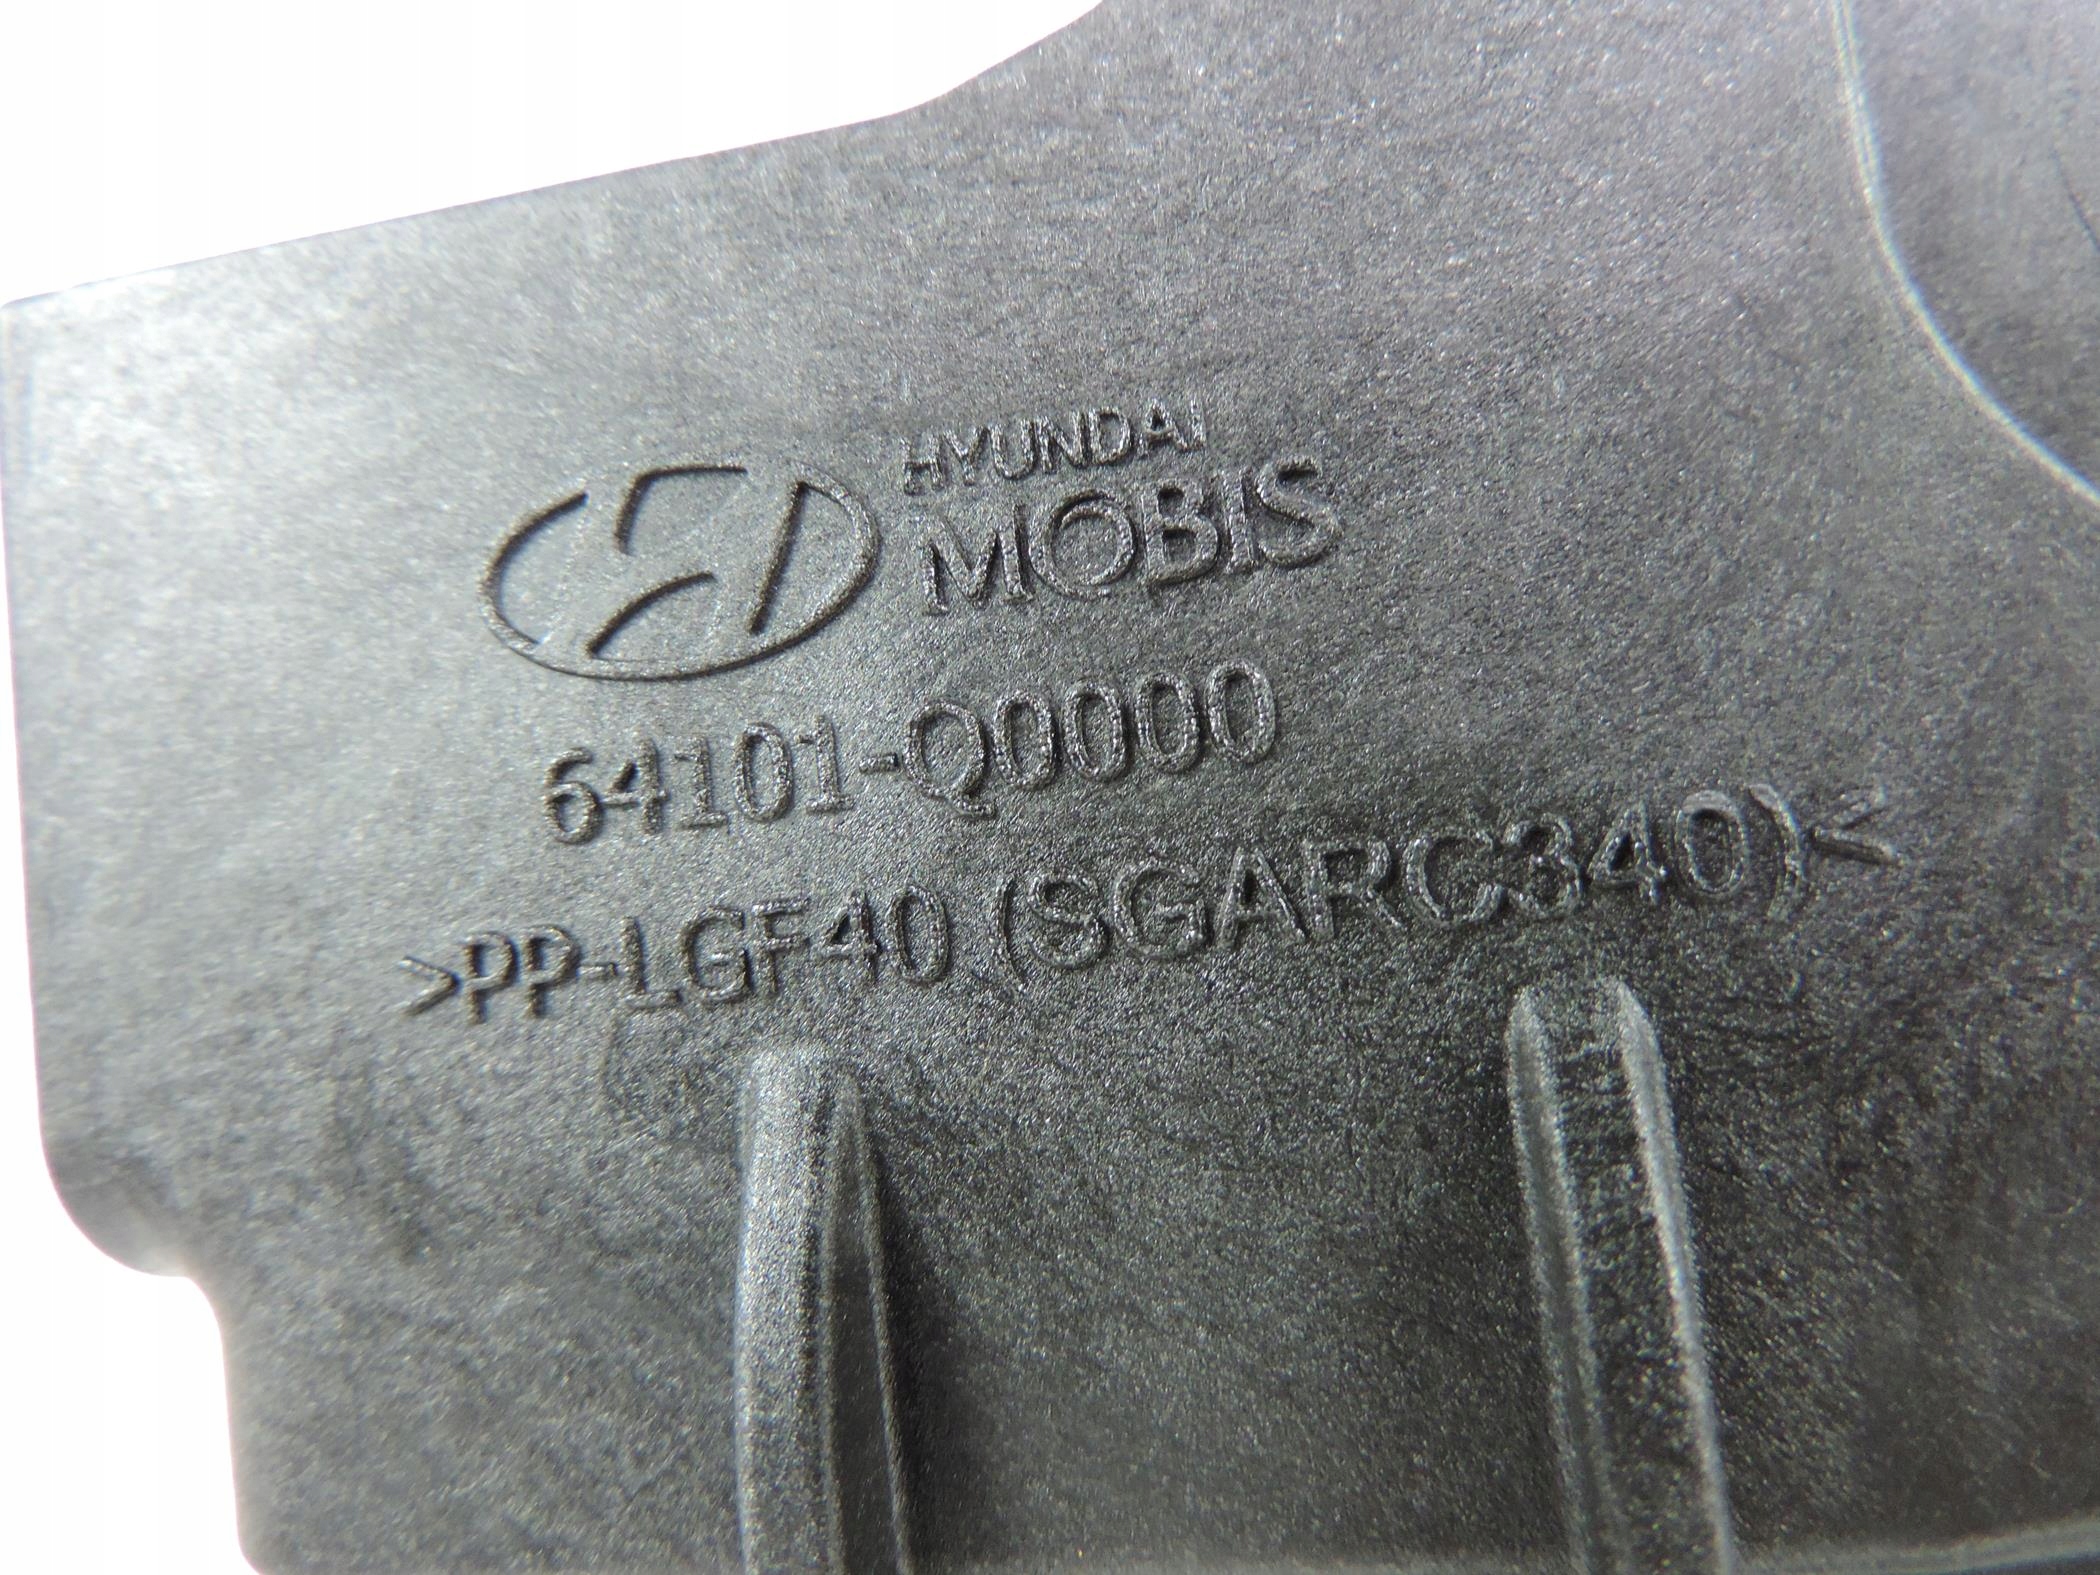 HYUNDAI
MOBIS
64101-Q0000
>PP-LGF40 (SGARC340)<